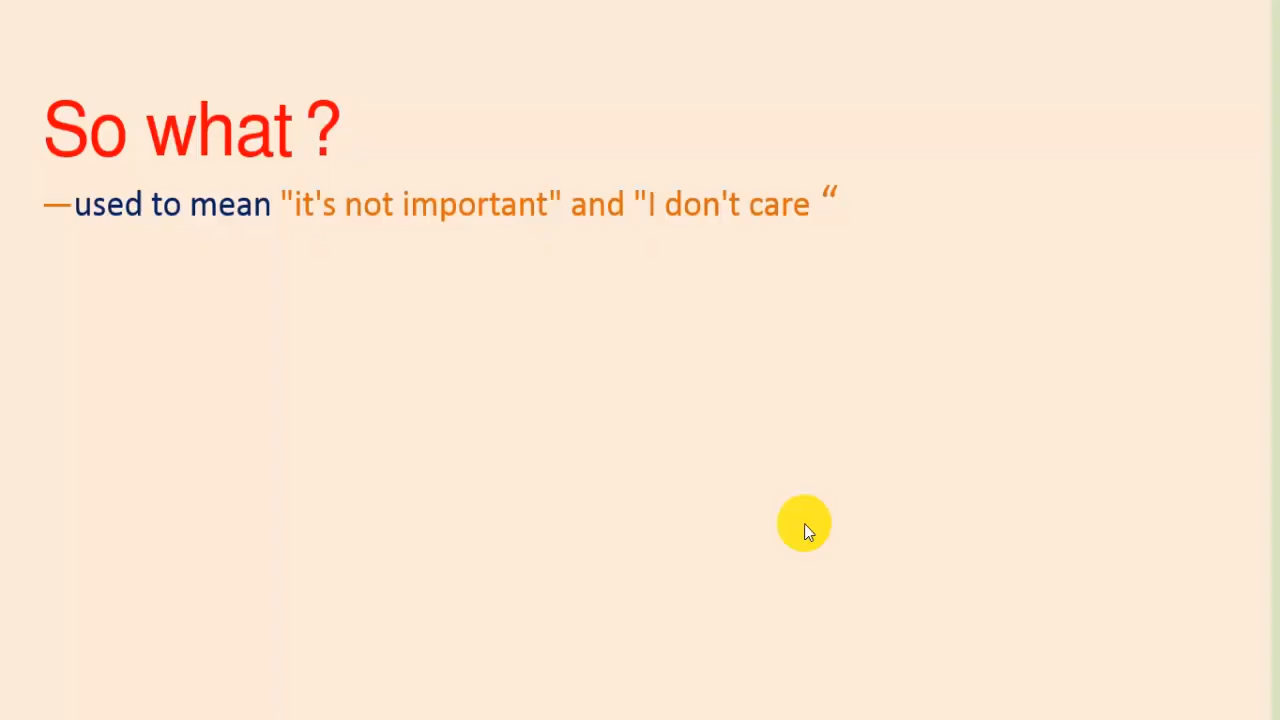 So what ?
—used to mean "it's not important" and "I don't care “